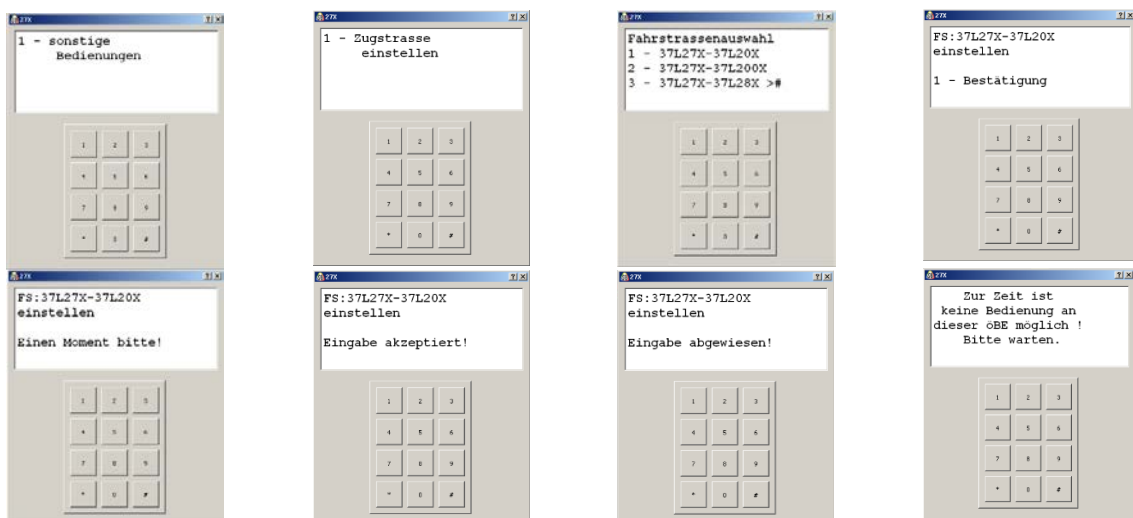 27X
1 - sonstige
Bedienungen
1 2 3
4 5 6
7 8 9
* 0 #
27X
1 - Zugstrasse
einstellen
1 2 3
4 5 6
7 8 9
* 0 #
27X
Fahrstrassenauswahl
1 - 37L27X-37L20X
2 - 37L27X-37L200X
3 - 37L27X-37L28X >#
1 2 3
4 5 6
7 8 9
* 0 #
27X
FS:37L27X-37L20X
einstellen
1 - Bestätigung
1 2 3
4 5 6
7 8 9
* 0 #
27X
FS:37L27X-37L20X
einstellen
Einen Moment bitte!
1 2 3
4 5 6
7 8 9
* 0 #
27X
FS:37L27X-37L20X
einstellen
Eingabe akzeptiert!
1 2 3
4 5 6
7 8 9
* 0 #
27X
FS:37L27X-37L20X
einstellen
Eingabe abgewiesen!
1 2 3
4 5 6
7 8 9
* 0 #
27X
Zur Zeit ist
keine Bedienung an
dieser öBE möglich !
Bitte warten.
1 2 3
4 5 6
7 8 9
* 0 #